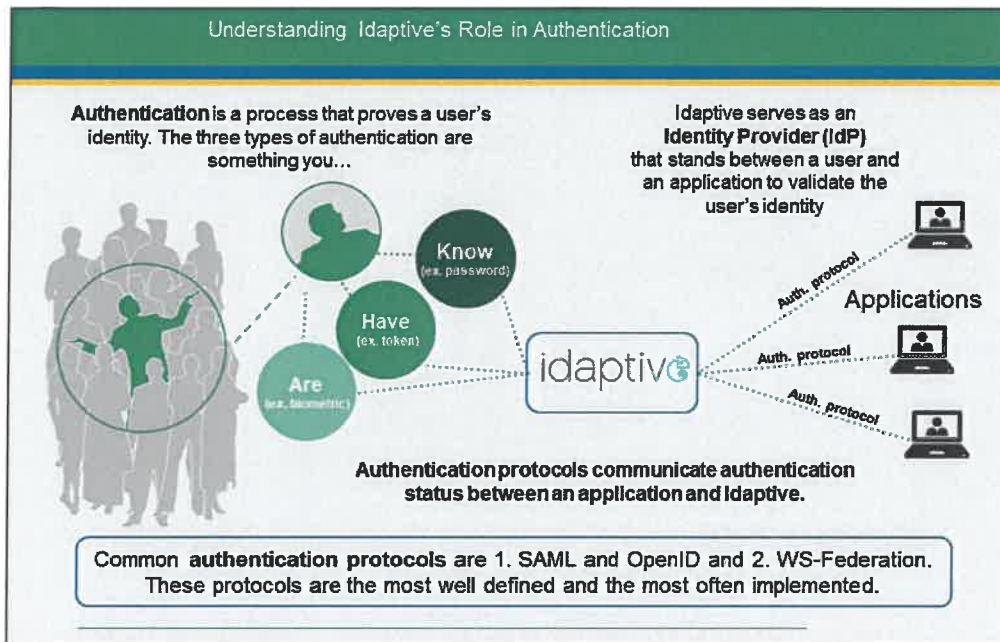 Understanding Idaptive's Role in Authentication
Authentication is a process that proves a user's
identity. The three types of authentication are
something you…
Idaptive serves as an
Identity Provider (IdP)
that stands between a user and
an application to validate the
user's identity
Know
(ex. password)
Have
(ex. token)
Are
(ex. biometric)
idaptive
Auth. protocol
Applications
Auth. protocol
Auth. protocol
Authentication protocols communicate authentication
status between an application and Idaptive.
Common authentication protocols are 1. SAML and OpenID and 2. WS-Federation.
These protocols are the most well defined and the most often implemented.